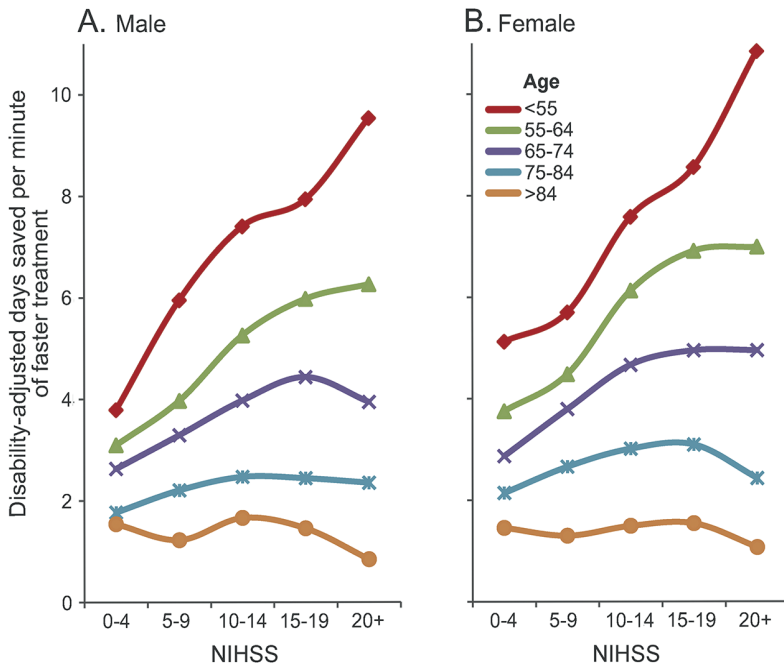 A. Male
B. Female
Disability-adjusted days saved per minute
of faster treatment
10
8
6
4
2
0
0-4 5-9 10-14 15-19 20+
NIHSS
Age
<55
55-64
65-74
75-84
>84
0-4 5-9 10-14 15-19 20+
NIHSS